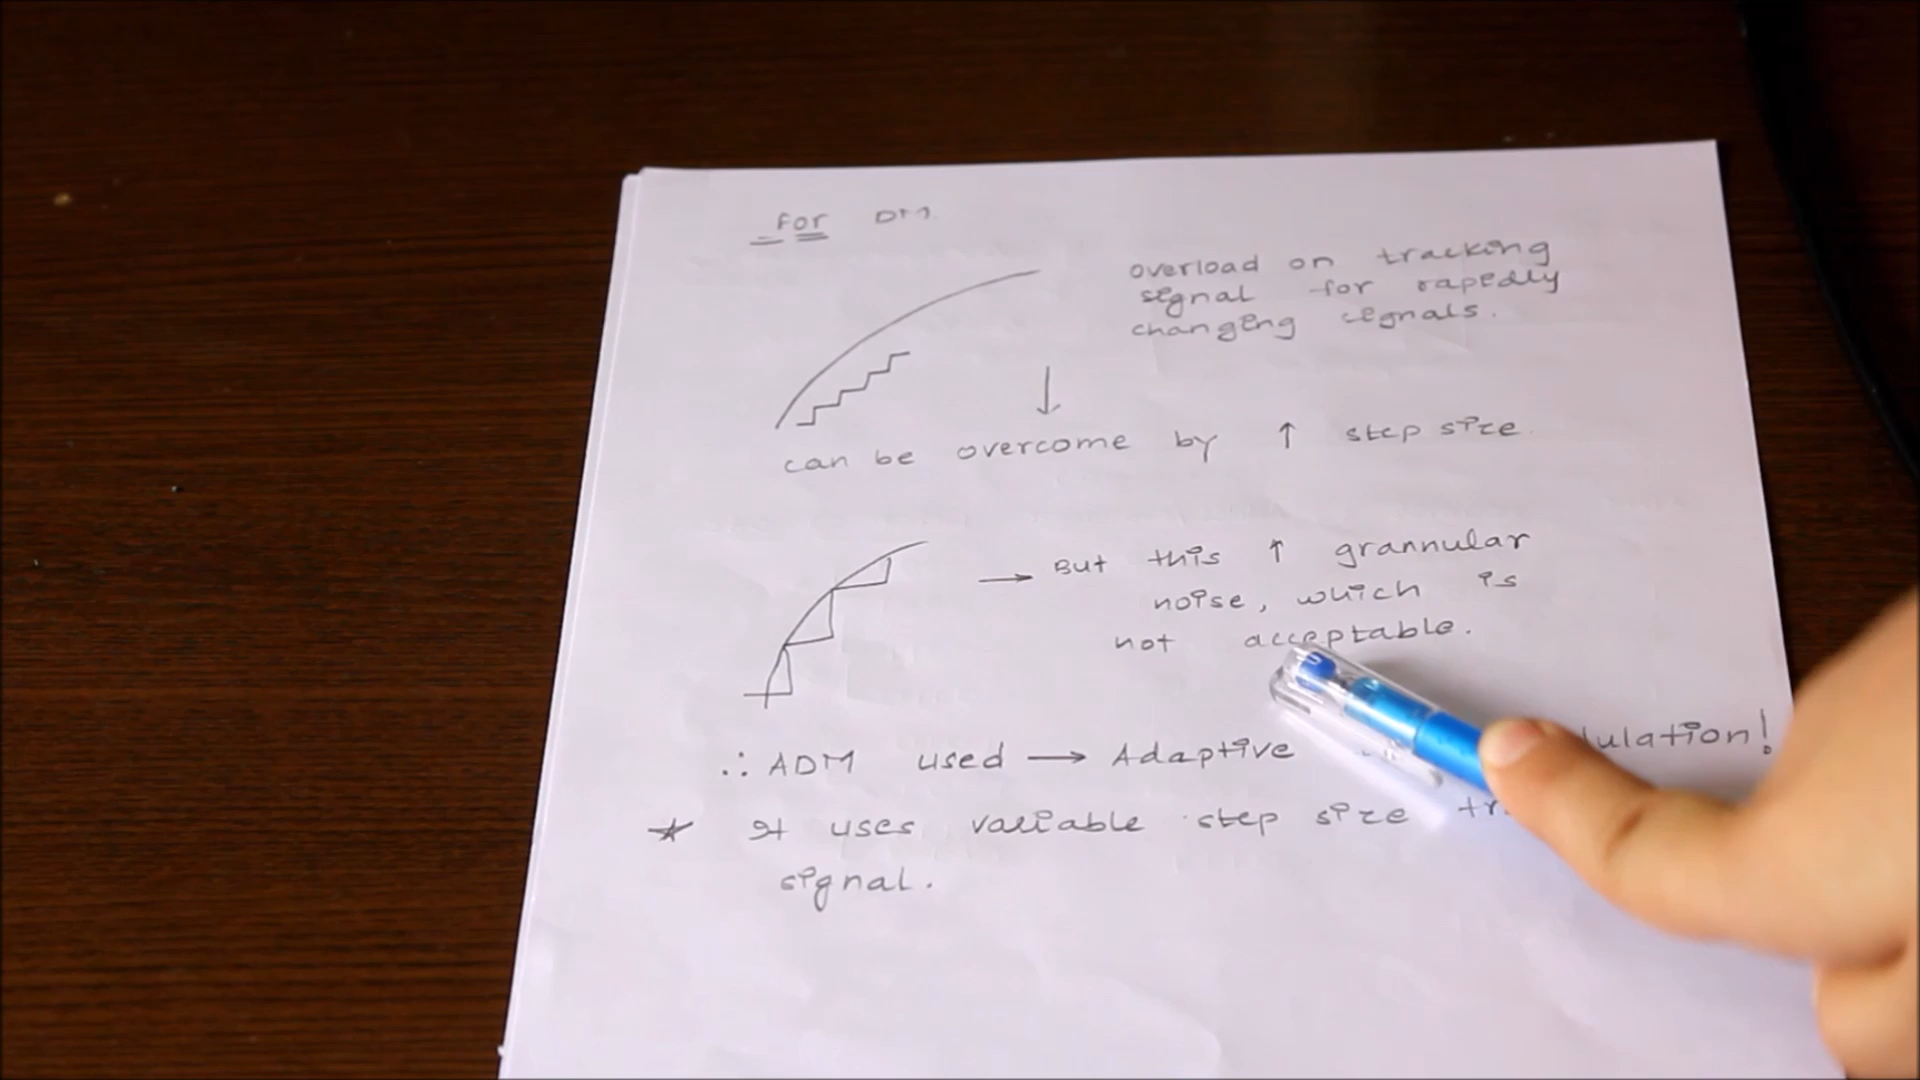 For DM.
overload on tracking
signal for rapedly
changing signals.
can be overcome by ↑ step size.
→ But this ↑ grannular
noise, which is
not acceptable.
∴ ADM used → Adaptive
★ It uses variable step size
signal.